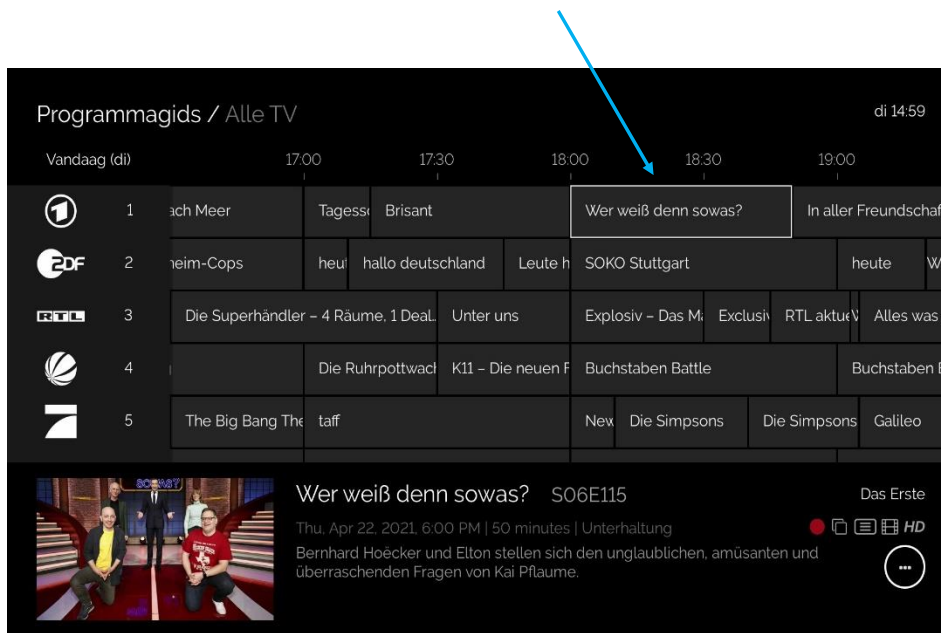 Programmagids / Alle TV
di 14:59
Vandaag (di) 17:00 17:30 18:00 18:30 19:00
1 ach Meer Tagess Brisant Wer weiß denn sowas? In aller Freundschaf
ZDF 2 heim-Cops heu hallo deutschland Leute h SOKO Stuttgart heute W
RTL 3 Die Superhändler – 4 Räume, 1 Deal.. Unter uns Explosiv – Das Ma Exclusiv RTL aktue Alles was
4 Die Ruhrpottwach K11 – Die neuen F Buchstaben Battle Buchstaben B
5 The Big Bang The taff New Die Simpsons Die Simpsons Galileo
SOWAS?
Wer weiß denn sowas? S06E115 Das Erste
Thu, Apr 22, 2021, 6:00 PM | 50 minutes | Unterhaltung HD
Bernhard Hoëcker und Elton stellen sich den unglaublichen, amüsanten und
überraschenden Fragen von Kai Pflaume.